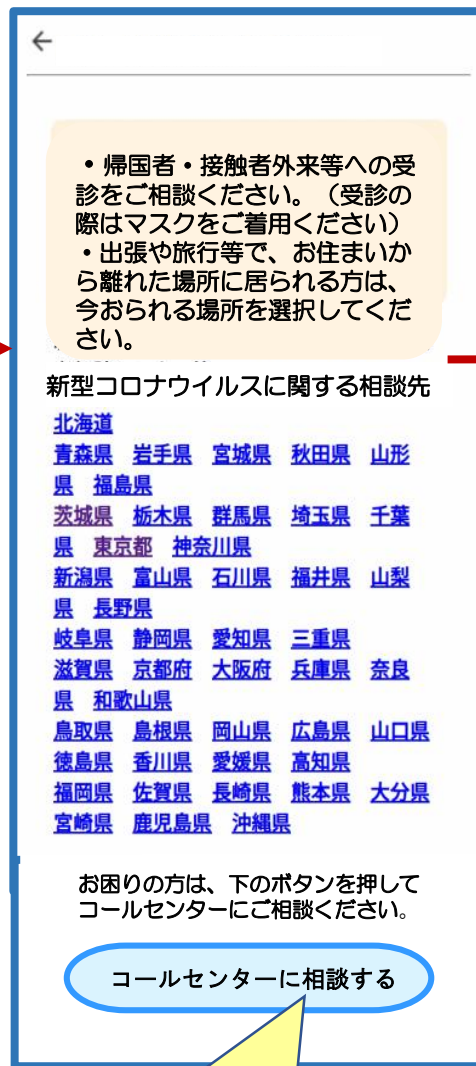 ←
• 帰国者・接触者外来等への受
診をご相談ください。（受診の
際はマスクをご着用ください）
・出張や旅行等で、お住まいか
ら離れた場所に居られる方は、
今おられる場所を選択してくだ
さい。
新型コロナウイルスに関する相談先
北海道
青森県 岩手県 宮城県 秋田県 山形
県 福島県
茨城県 栃木県 群馬県 埼玉県 千葉
県 東京都 神奈川県
新潟県 富山県 石川県 福井県 山梨
県 長野県
岐阜県 静岡県 愛知県 三重県
滋賀県 京都府 大阪府 兵庫県 奈良
県 和歌山県
鳥取県 島根県 岡山県 広島県 山口県
徳島県 香川県 愛媛県 高知県
福岡県 佐賀県 長崎県 熊本県 大分県
宮崎県 鹿児島県 沖縄県
お困りの方は、下のボタンを押して
コールセンターにご相談ください。
コールセンターに相談する